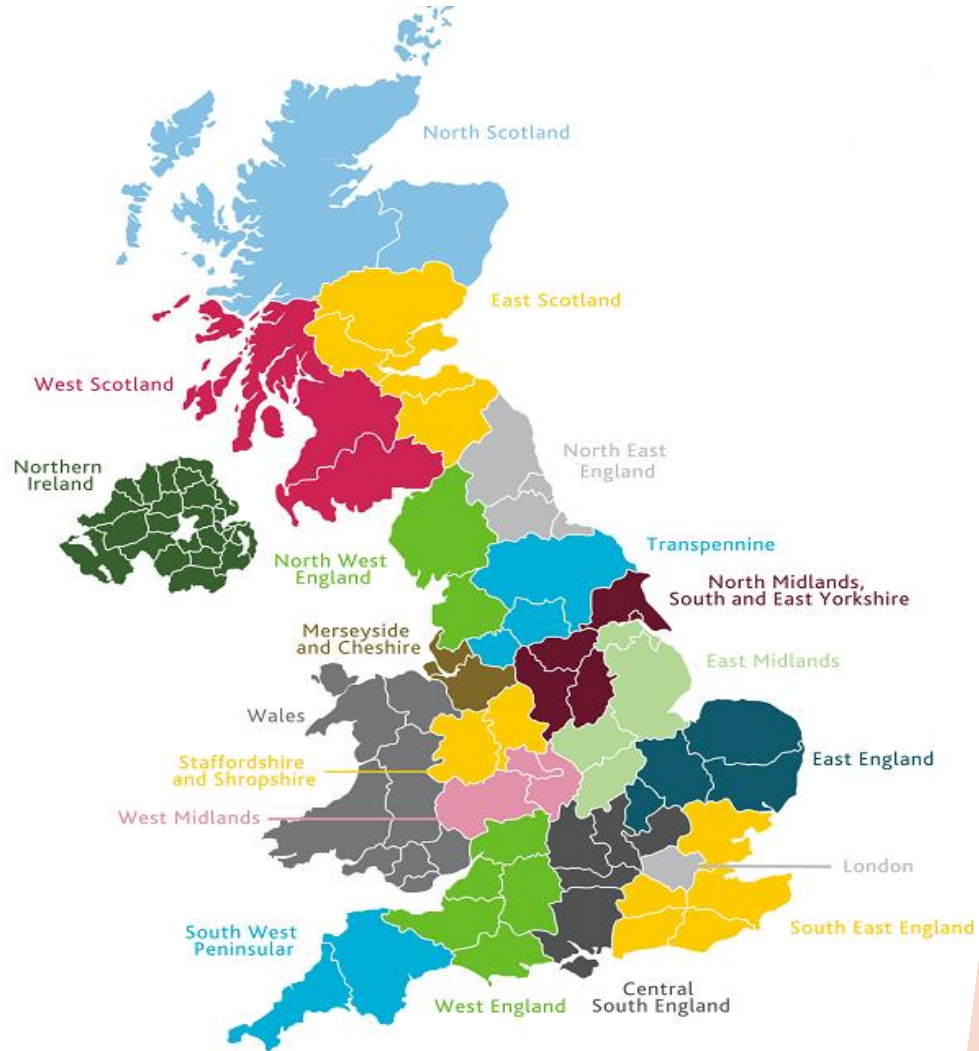 North Scotland
East Scotland
West Scotland
North East
England
Northern
Ireland
North West
England
Transpennine
North Midlands,
South and East Yorkshire
Merseyside
and Cheshire
East Midlands
Wales
Staffordshire
and Shropshire
East England
West Midlands
London
South West
Peninsular
South East England
West England
Central
South England